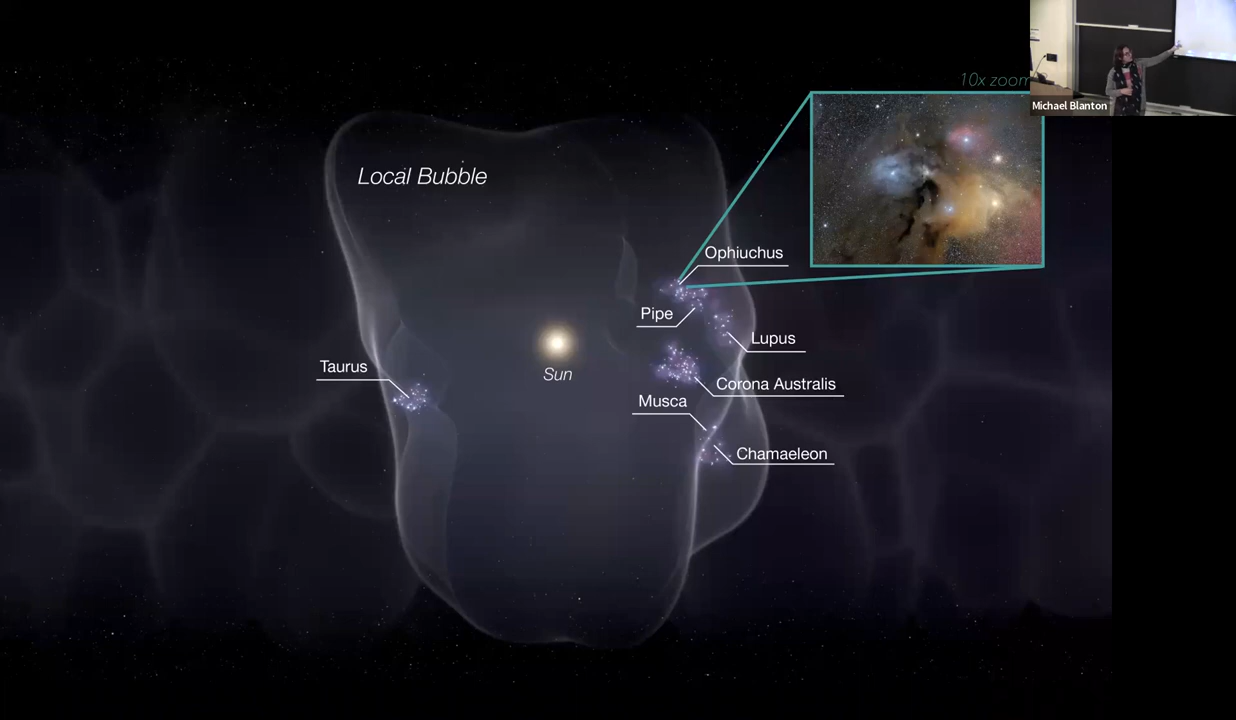 10x zoom
Michael Blanton
Local Bubble
Ophiuchus
Pipe
Lupus
Taurus
Sun
Corona Australis
Musca
Chamaeleon